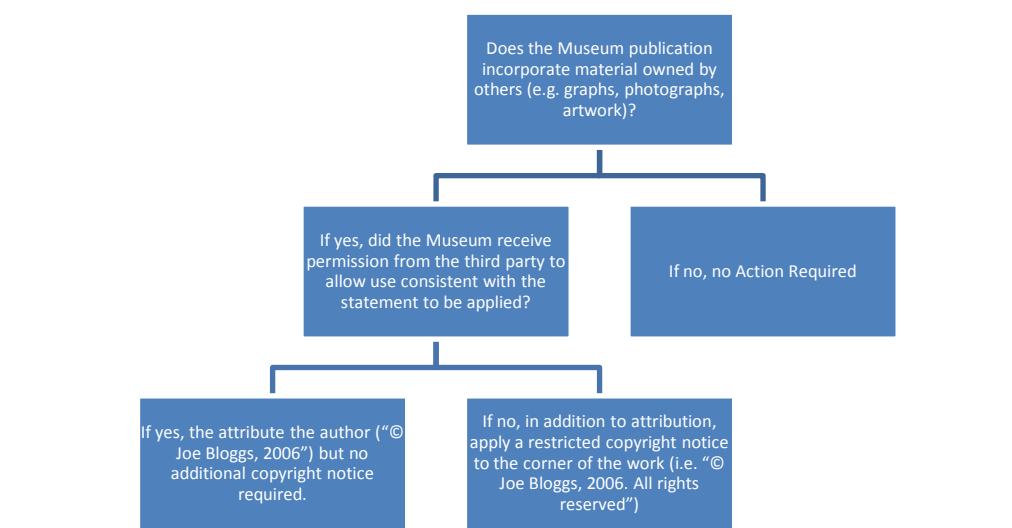 Does the Museum publication
incorporate material owned by
others (e.g. graphs, photographs,
artwork)?
If yes, did the Museum receive
permission from the third party to
allow use consistent with the
statement to be applied?
If no, no Action Required
If yes, the attribute the author (“©
Joe Bloggs, 2006”) but no
additional copyright notice
required.
If no, in addition to attribution,
apply a restricted copyright notice
to the corner of the work (i.e. “©
Joe Bloggs, 2006. All rights
reserved”)